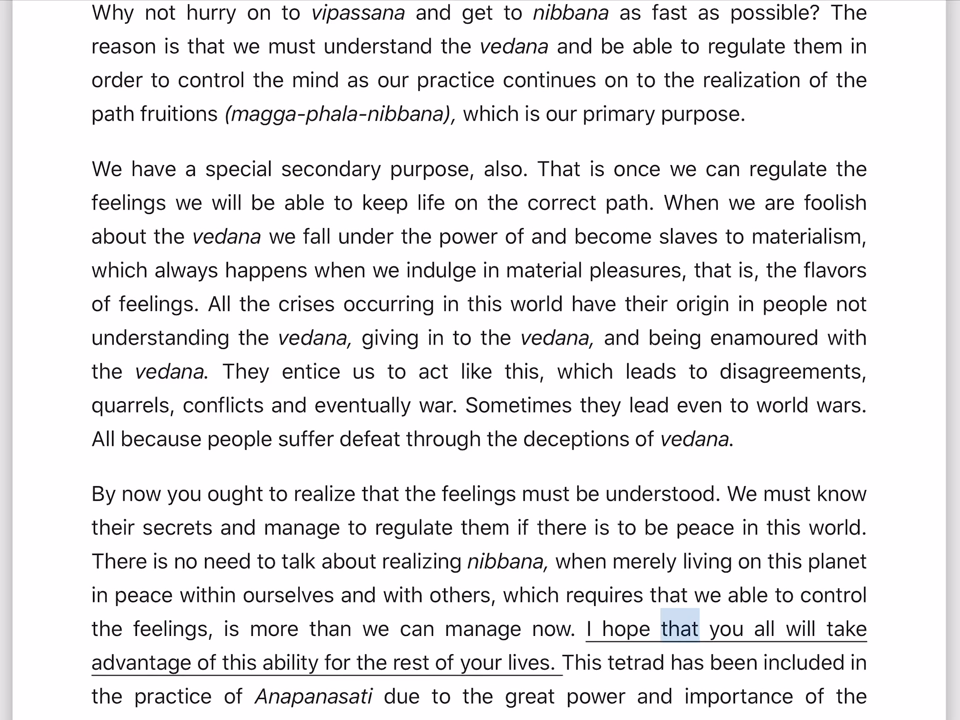 Why not hurry on to vipassana and get to nibbana as fast as possible? The
reason is that we must understand the vedana and be able to regulate them in
order to control the mind as our practice continues on to the realization of the
path fruitions (magga-phala-nibbana), which is our primary purpose.
We have a special secondary purpose, also. That is once we can regulate the
feelings we will be able to keep life on the correct path. When we are foolish
about the vedana we fall under the power of and become slaves to materialism,
which always happens when we indulge in material pleasures, that is, the flavors
of feelings. All the crises occurring in this world have their origin in people not
understanding the vedana, giving in to the vedana, and being enamoured with
the vedana. They entice us to act like this, which leads to disagreements,
quarrels, conflicts and eventually war. Sometimes they lead even to world wars.
All because people suffer defeat through the deceptions of vedana.
By now you ought to realize that the feelings must be understood. We must know
their secrets and manage to regulate them if there is to be peace in this world.
There is no need to talk about realizing nibbana, when merely living on this planet
in peace within ourselves and with others, which requires that we able to control
the feelings, is more than we can manage now. I hope that you all will take
advantage of this ability for the rest of your lives. This tetrad has been included in
the practice of Anapanasati due to the great power and importance of the